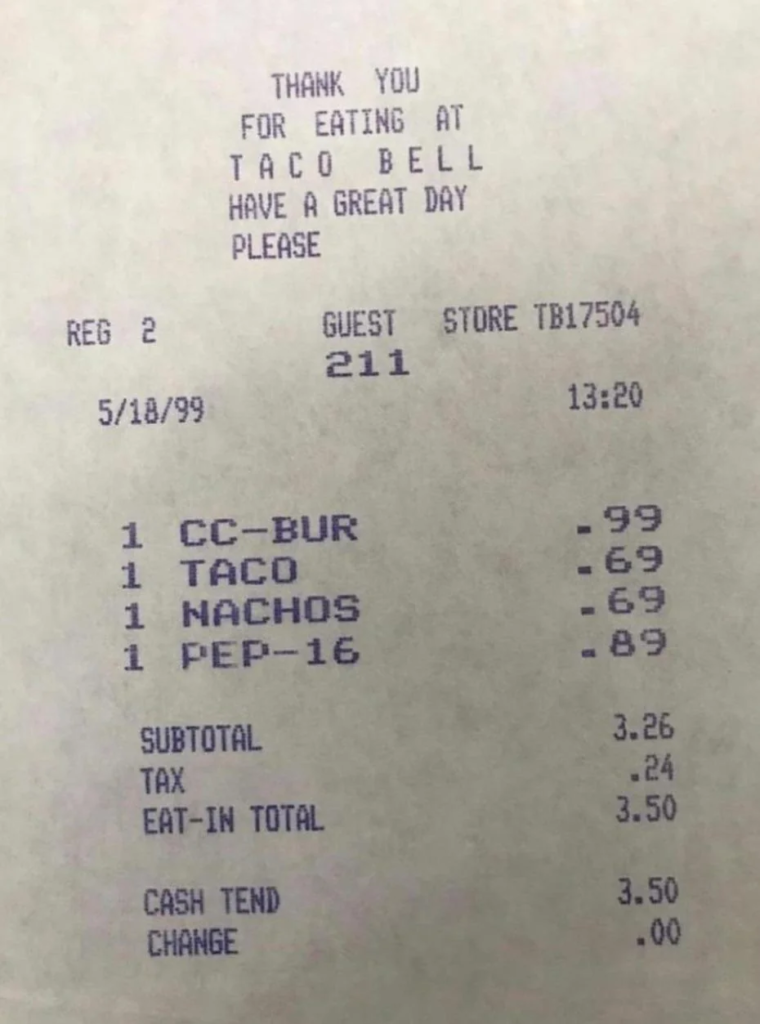 THANK YOU
FOR EATING AT
TACO BELL
HAVE A GREAT DAY
PLEASE
REG 2 GUEST STORE TB17504
211
5/18/99 13:20
1 CC-BUR .99
1 TACO .69
1 NACHOS .69
1 PEP-16 .89
SUBTOTAL 3.26
TAX .24
EAT-IN TOTAL 3.50
CASH TEND 3.50
CHANGE .00